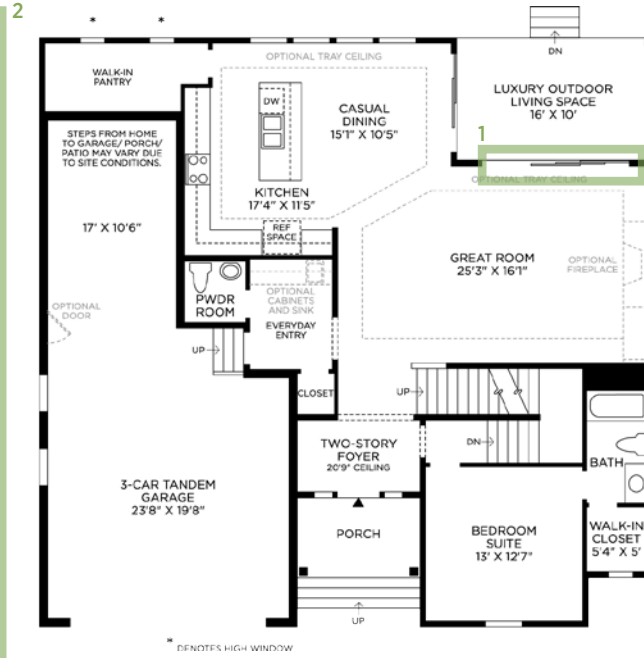 2
*
*
OPTIONAL TRAY CEILING
DN
WALK-IN
PANTRY
LUXURY OUTDOOR
LIVING SPACE
16' X 10'
DW
CASUAL
DINING
15'1" X 10'5"
1
STEPS FROM HOME
TO GARAGE/ PORCH/
PATIO MAY VARY DUE
TO SITE CONDITIONS.
OPTIONAL TRAY CEILING
KITCHEN
17'4" X 11'5"
17' X 10'6"
REF
SPACE
GREAT ROOM
25'3" X 16'1"
OPTIONAL
FIREPLACE
PWDR
ROOM
OPTIONAL
CABINETS
AND SINK
EVERYDAY
ENTRY
OPTIONAL
DOOR
UP
CLOSET
UP
TWO-STORY
FOYER
20'9" CEILING
DN
BATH
3-CAR TANDEM
GARAGE
23'8" X 19'8"
PORCH
BEDROOM
SUITE
13' X 12'7"
WALK-IN
CLOSET
5'4" X 5'
UP
* DENOTES HIGH WINDOW